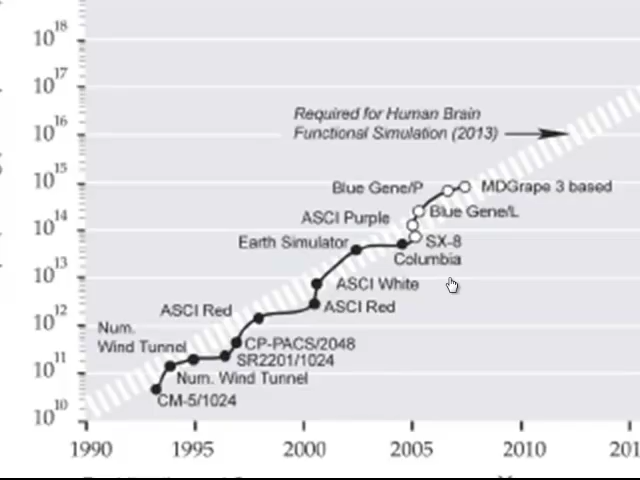 10^18
10^17
Required for Human Brain
10^16
Functional Simulation (2013)
10^15
Blue Gene/P
MDGrape 3 based
ASCI Purple
Blue Gene/L
10^14
Earth Simulator
SX-8
Columbia
10^13
ASCI White
ASCI Red
ASCI Red
10^12
Num.
Wind Tunnel
CP-PACS/2048
SR2201/1024
10^11
Num. Wind Tunnel
CM-5/1024
10^10
1990 1995 2000 2005 2010